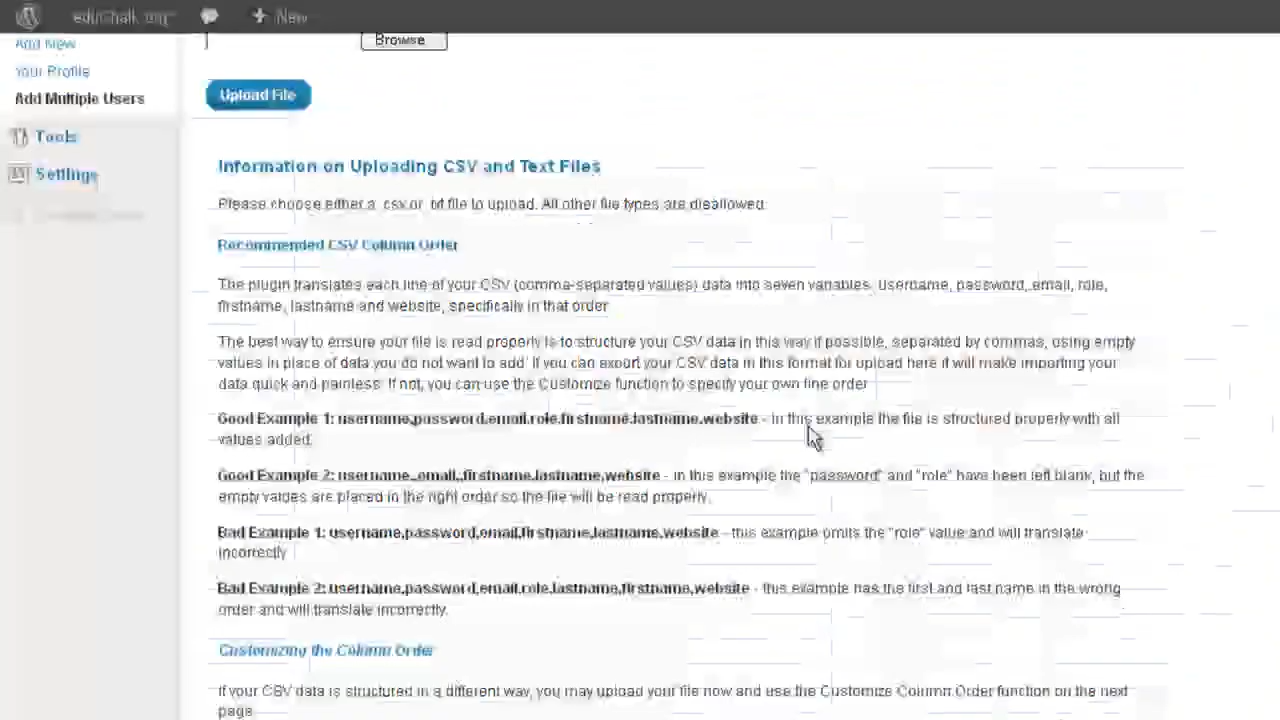 New
Add New
Browse
Your Profile
Add Multiple Users
Upload File
Tools
Settings
Information on Uploading CSV and Text Files
Please choose either a .csv or .txt file to upload. All other file types are disallowed.
Recommended CSV Column Order
The plugin translates each line of your CSV (comma-separated values) data into seven variables: username, password, email, role,
firstname, lastname and website, specifically in that order.
The best way to ensure your file is read properly is to structure your CSV data in this way if possible, separated by commas, using empty
values in place of data you do not want to add. If you can export your CSV data in this format for upload here it will make importing your
data quick and painless. If not, you can use the Customize function to specify your own line order.
Good Example 1: username,password,email,role,firstname,lastname,website - in this example the file is structured properly with all
values added.
Good Example 2: username,,email,,firstname,lastname,website - in this example the "password" and "role" have been left blank, but the
empty values are placed in the right order so the file will be read properly.
Bad Example 1: username,password,email,firstname,lastname,website - this example omits the "role" value and will translate
incorrectly.
Bad Example 2: username,password,email,role,lastname,firstname,website - this example has the first and last name in the wrong
order and will translate incorrectly.
Customizing the Column Order
If your CSV data is structured in a different way, you may upload your file now and use the Customize Column Order function on the next
page.